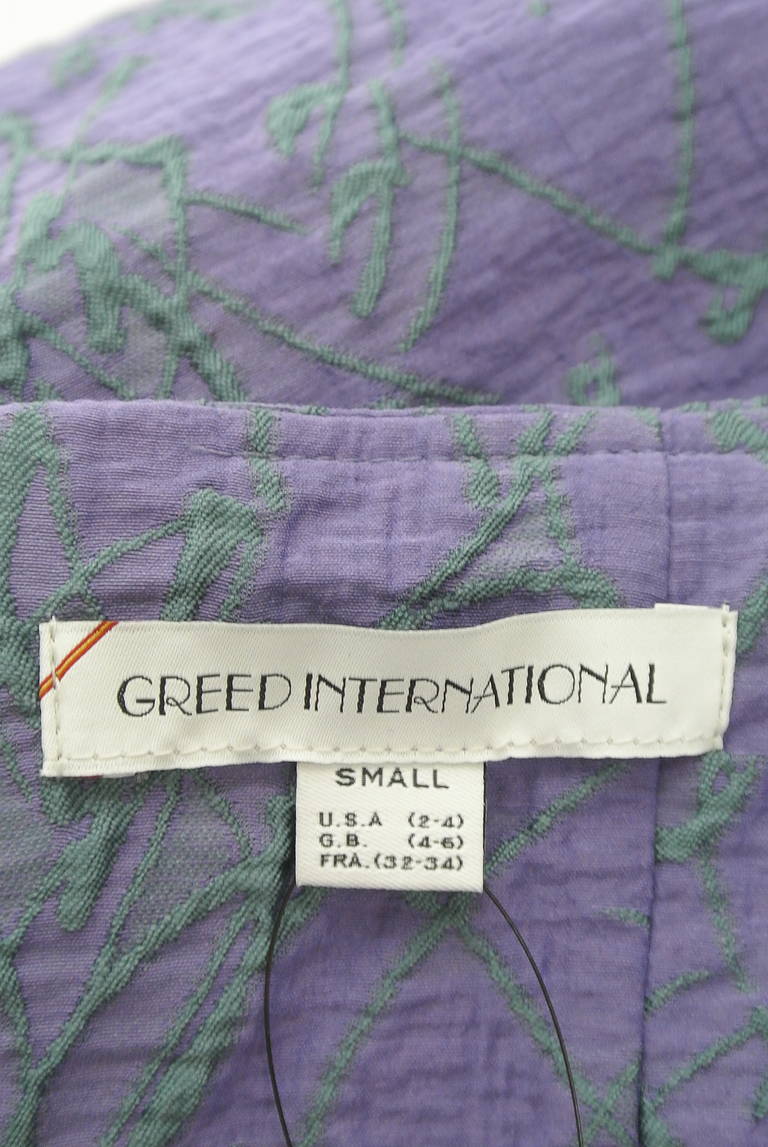 GREED INTERNATIONAL
SMALL
U.S.A (2-4)
G.B. (4-6)
FRA.(32-34)